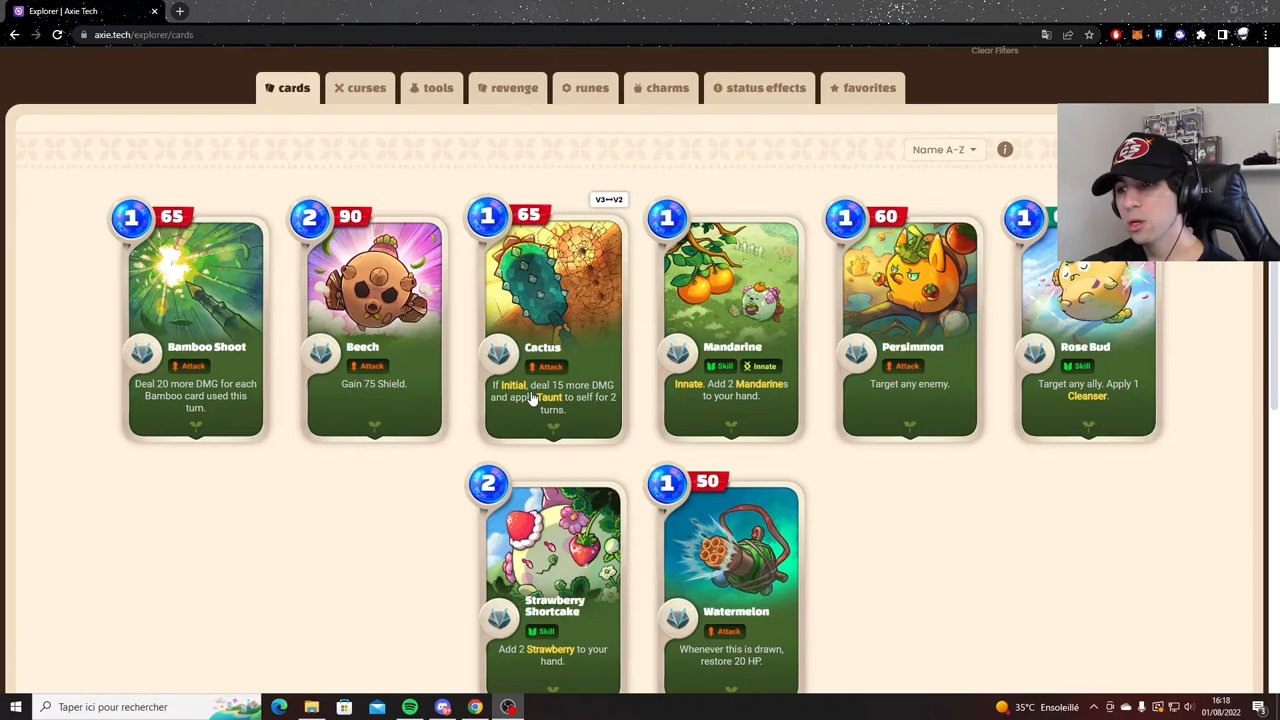 Explorer | Axie Tech
axie.tech/explorer/cards
Clear Filters
cards
curses
tools
revenge
runes
charms
status effects
favorites
Name A-Z
V3↔V2
1 65
2 90
1 65
1
1 60
1
Bamboo Shoot
Attack
Deal 20 more DMG for each
Bamboo card used this
turn.
Beech
Attack
Gain 75 Shield.
Cactus
Attack
If Initial, deal 15 more DMG
and apply Taunt to self for 2
turns.
Mandarine
Skill Innate
Innate. Add 2 Mandarines
to your hand.
Persimmon
Attack
Target any enemy.
Rose Bud
Skill
Target any ally. Apply 1
Cleanser.
2
1 50
Strawberry
Shortcake
Skill
Add 2 Strawberry to your
hand.
Watermelon
Attack
Whenever this is drawn,
restore 20 HP.
Taper ici pour rechercher
35°C Ensoleillé
16:18
01/08/2022